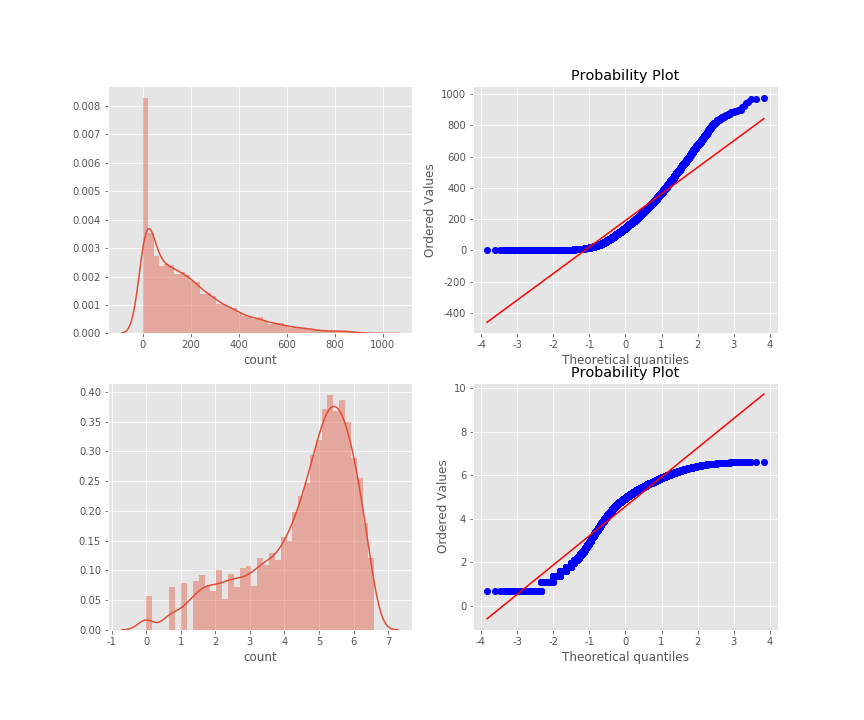 0.008
0.007
0.006
0.005
0.004
0.003
0.002
0.001
0.000
0 200 400 600 800 1000
count
Probability Plot
1000
800
600
400
200
0
-200
-400
Ordered Values
-4 -3 -2 -1 0 1 2 3 4
Theoretical quantiles
0.40
0.35
0.30
0.25
0.20
0.15
0.10
0.05
0.00
-1 0 1 2 3 4 5 6 7
count
Probability Plot
10
8
6
4
2
0
Ordered Values
-4 -3 -2 -1 0 1 2 3 4
Theoretical quantiles